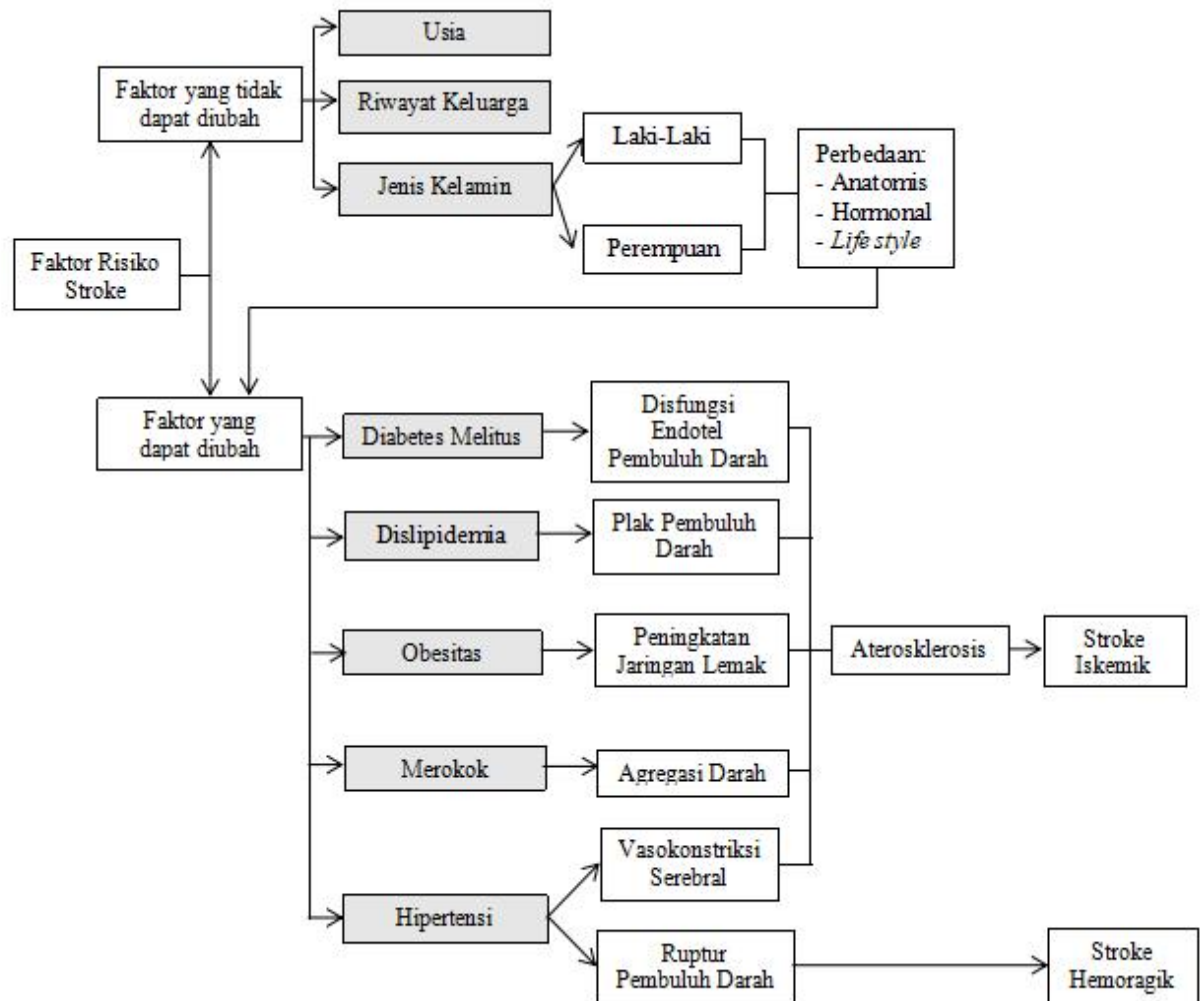 Usia
Faktor yang tidak
dapat diubah
Riwayat Keluarga
Jenis Kelamin
Laki-Laki
Perempuan
Perbedaan:
- Anatomis
- Hormonal
- Life style
Faktor Risiko
Stroke
Faktor yang
dapat diubah
Diabetes Melitus
Disfungsi
Endotel
Pembuluh Darah
Dislipidemia
Plak Pembuluh
Darah
Obesitas
Peningkatan
Jaringan Lemak
Aterosklerosis
Stroke
Iskemik
Merokok
Agregasi Darah
Hipertensi
Vasokonstriksi
Serebral
Ruptur
Pembuluh Darah
Stroke
Hemoragik